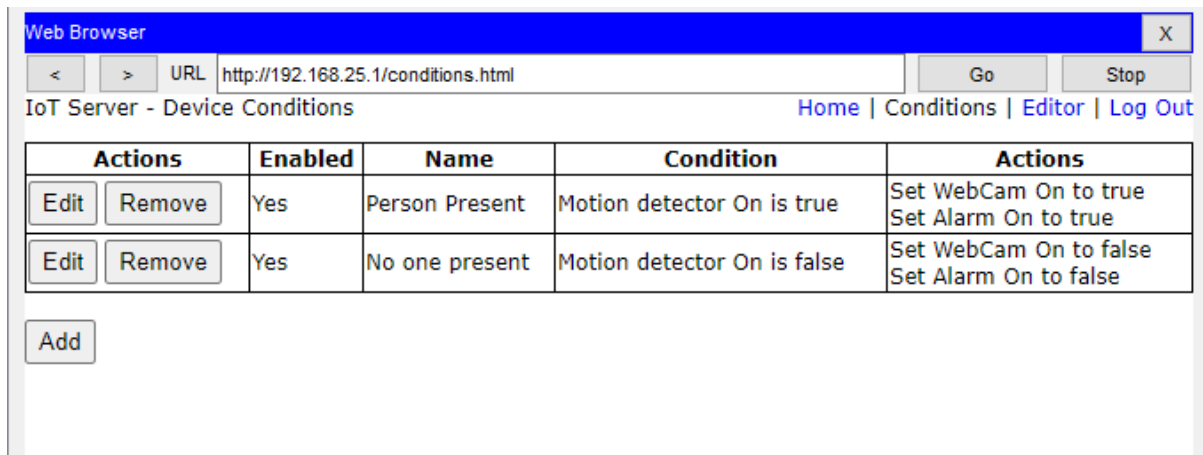 Web Browser X
< > URL http://192.168.25.1/conditions.html Go Stop
IoT Server - Device Conditions Home | Conditions | Editor | Log Out
Actions Enabled Name Condition Actions
Edit Remove Yes Person Present Motion detector On is true Set WebCam On to true
Set Alarm On to true
Edit Remove Yes No one present Motion detector On is false Set WebCam On to false
Set Alarm On to false
Add